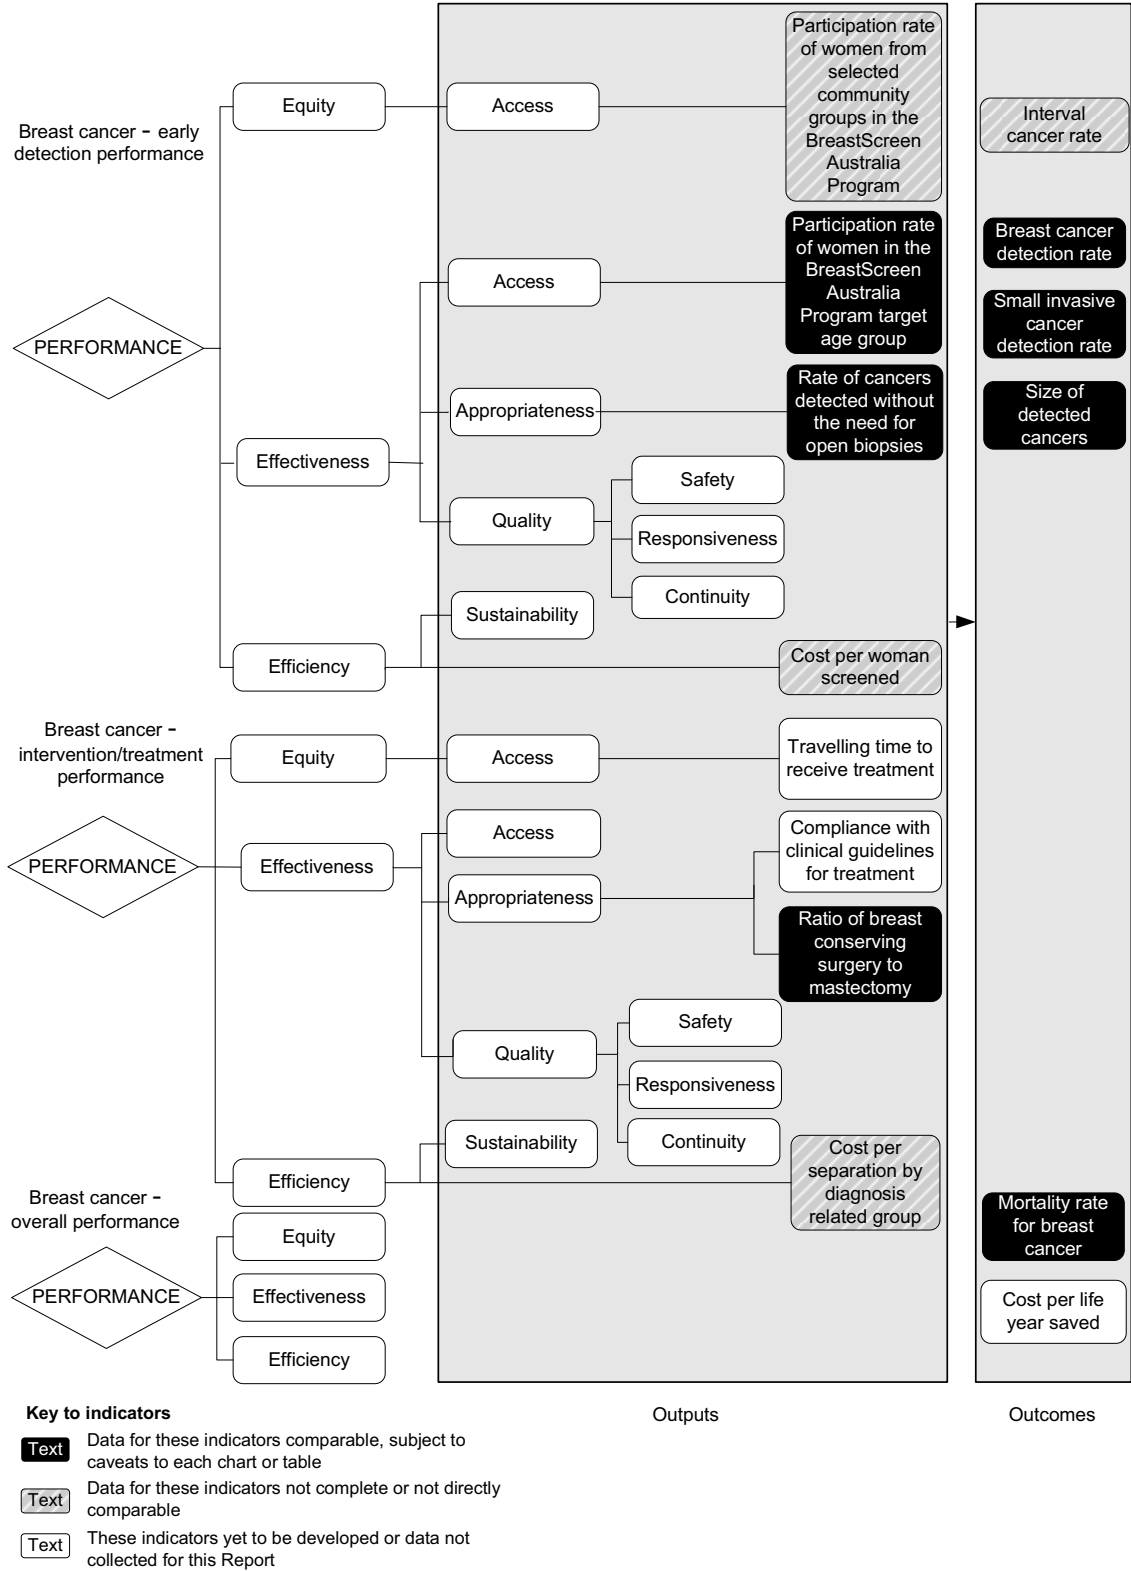 Breast cancer – early
detection performance
PERFORMANCE
Equity
Access
Participation rate
of women from
selected
community
groups in the
BreastScreen
Australia
Program
Effectiveness
Access
Participation rate
of women in the
BreastScreen
Australia
Program target
age group
Appropriateness
Rate of cancers
detected without
the need for
open biopsies
Quality
Safety
Responsiveness
Continuity
Efficiency
Sustainability
Cost per woman
screened
Interval
cancer rate
Breast cancer
detection rate
Small invasive
cancer
detection rate
Size of
detected
cancers
Breast cancer –
intervention/treatment
performance
PERFORMANCE
Equity
Access
Travelling time to
receive treatment
Effectiveness
Access
Appropriateness
Compliance with
clinical guidelines
for treatment
Ratio of breast
conserving
surgery to
mastectomy
Quality
Safety
Responsiveness
Continuity
Efficiency
Sustainability
Cost per
separation by
diagnosis
related group
Breast cancer –
overall performance
PERFORMANCE
Equity
Effectiveness
Efficiency
Mortality rate
for breast
cancer
Cost per life
year saved
Outputs
Outcomes
Key to indicators
Text
Data for these indicators comparable, subject to
caveats to each chart or table
Text
Data for these indicators not complete or not directly
comparable
Text
These indicators yet to be developed or data not
collected for this Report